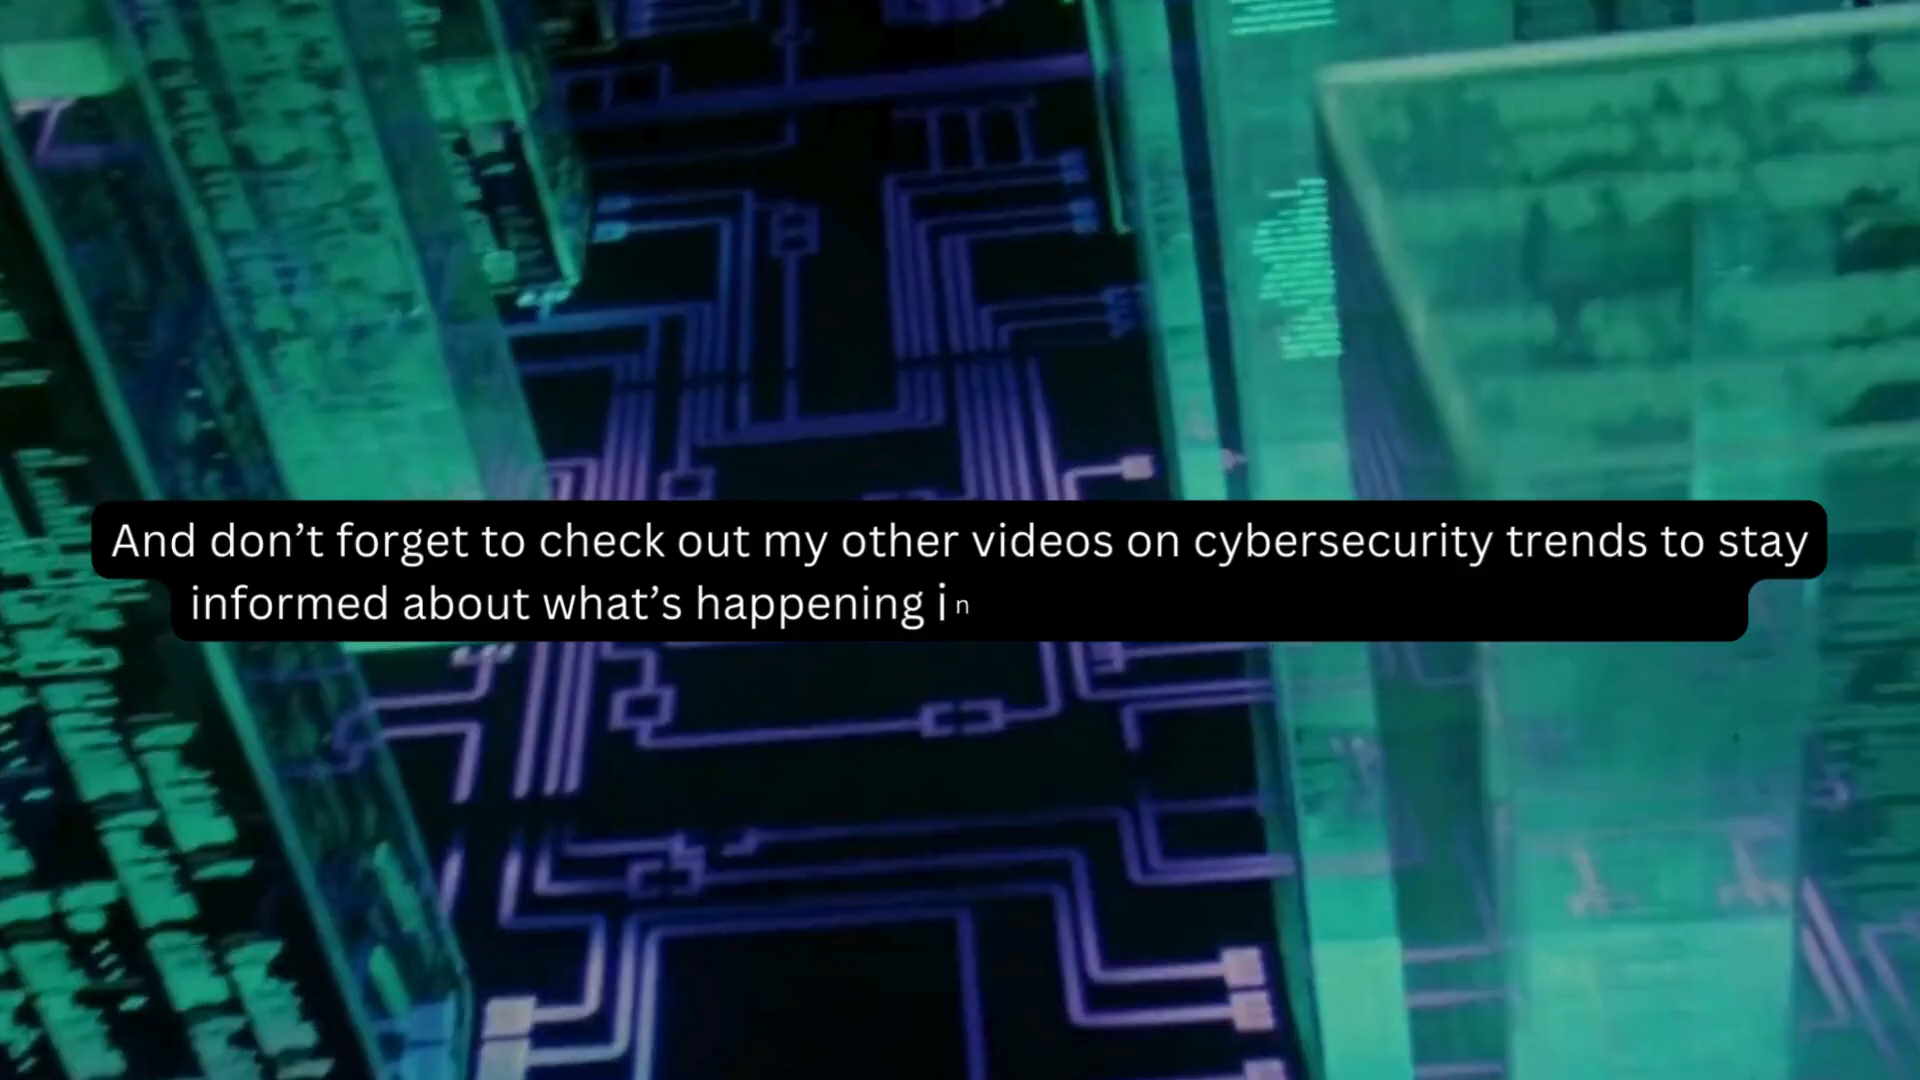 And don’t forget to check out my other videos on cybersecurity trends to stay
informed about what’s happening in